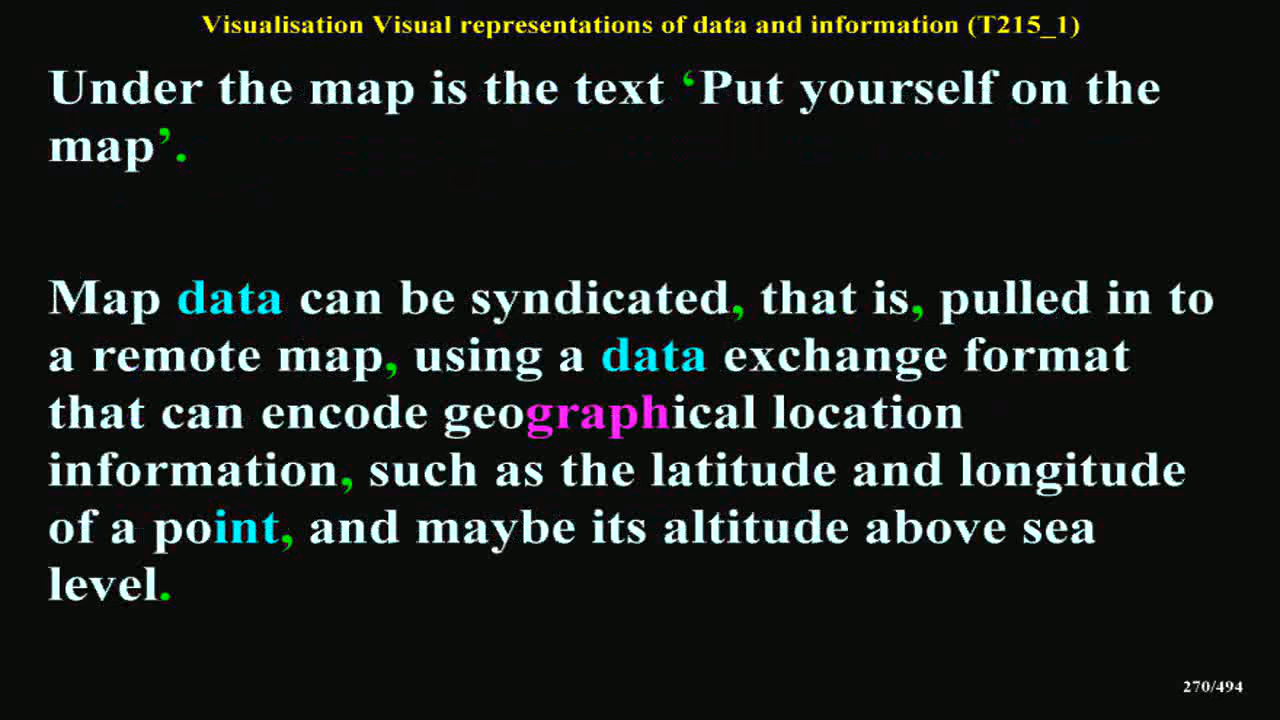 Visualisation Visual representations of data and information (T215_1)
Under the map is the text ‘Put yourself on the
map’.
Map data can be syndicated, that is, pulled in to
a remote map, using a data exchange format
that can encode geographical location
information, such as the latitude and longitude
of a point, and maybe its altitude above sea
level.
270/494